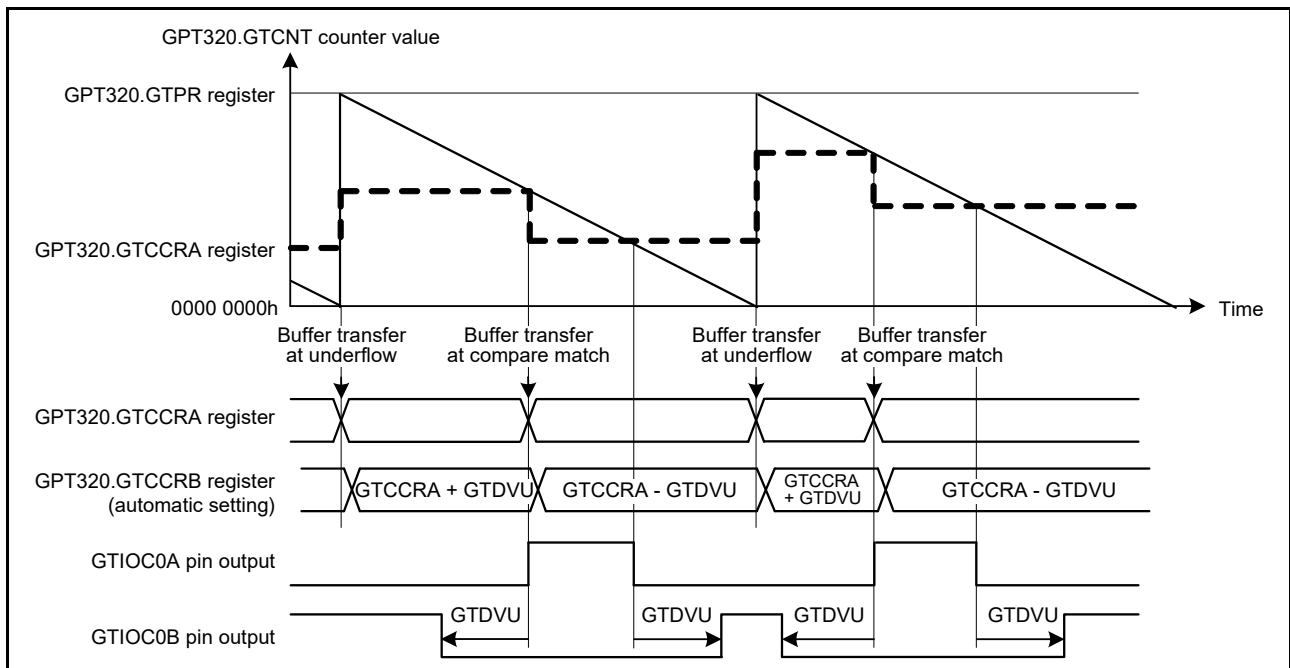 GPT320.GTCNT counter value
GPT320.GTPR register
GPT320.GTCCRA register
0000 0000h
Time
Buffer transfer
at underflow
Buffer transfer
at compare match
Buffer transfer
at underflow
Buffer transfer
at compare match
GPT320.GTCCRA register
GPT320.GTCCRB register
(automatic setting)
GTCCRA + GTDVU
GTCCRA - GTDVU
GTCCRA
+ GTDVU
GTCCRA - GTDVU
GTIOC0A pin output
GTIOC0B pin output
GTDVU
GTDVU
GTDVU
GTDVU